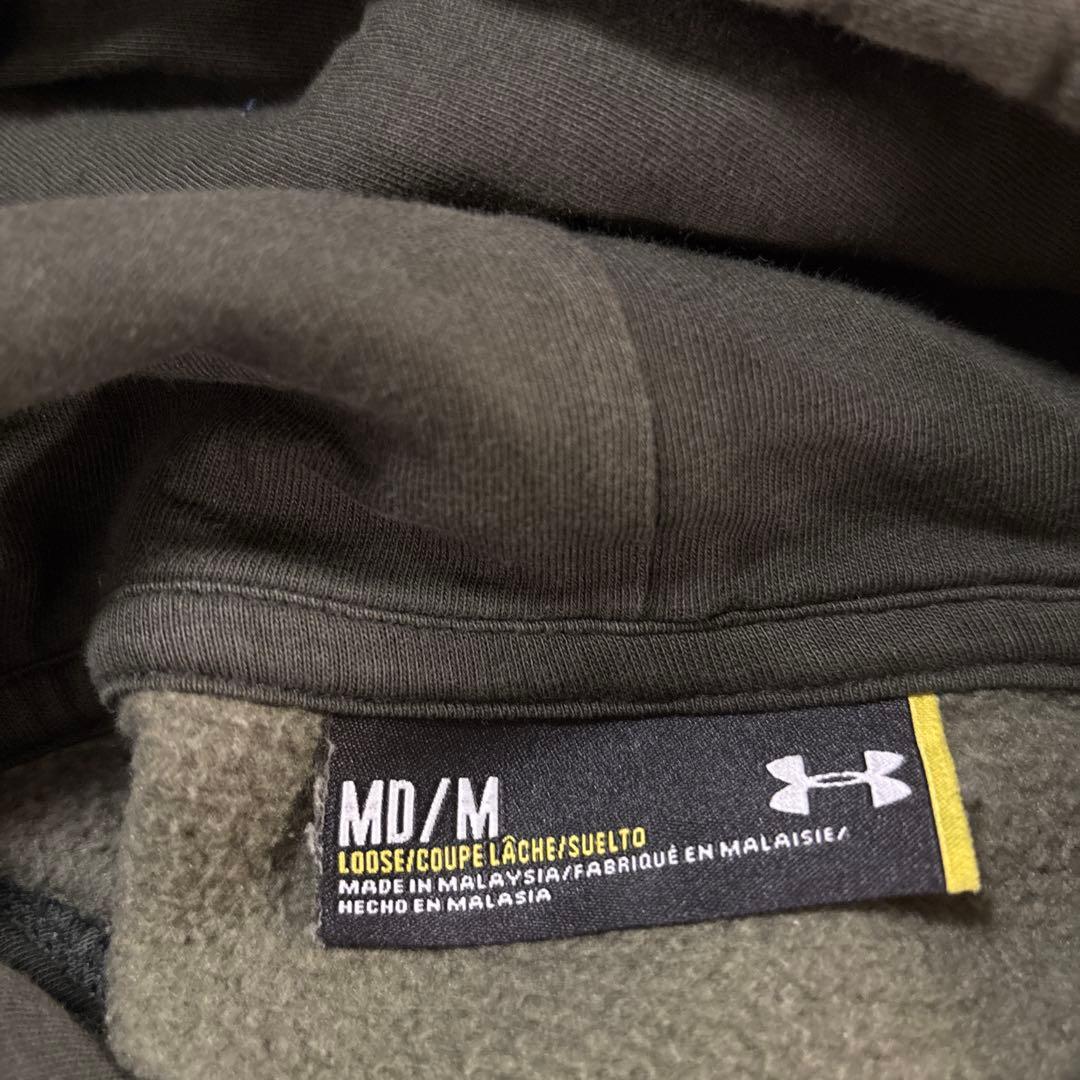 MD/M
LOOSE/COUPE LÂCHE/SUELTO
MADE IN MALAYSIA/FABRIQUÉ EN MALAISIE/
HECHO EN MALASIA